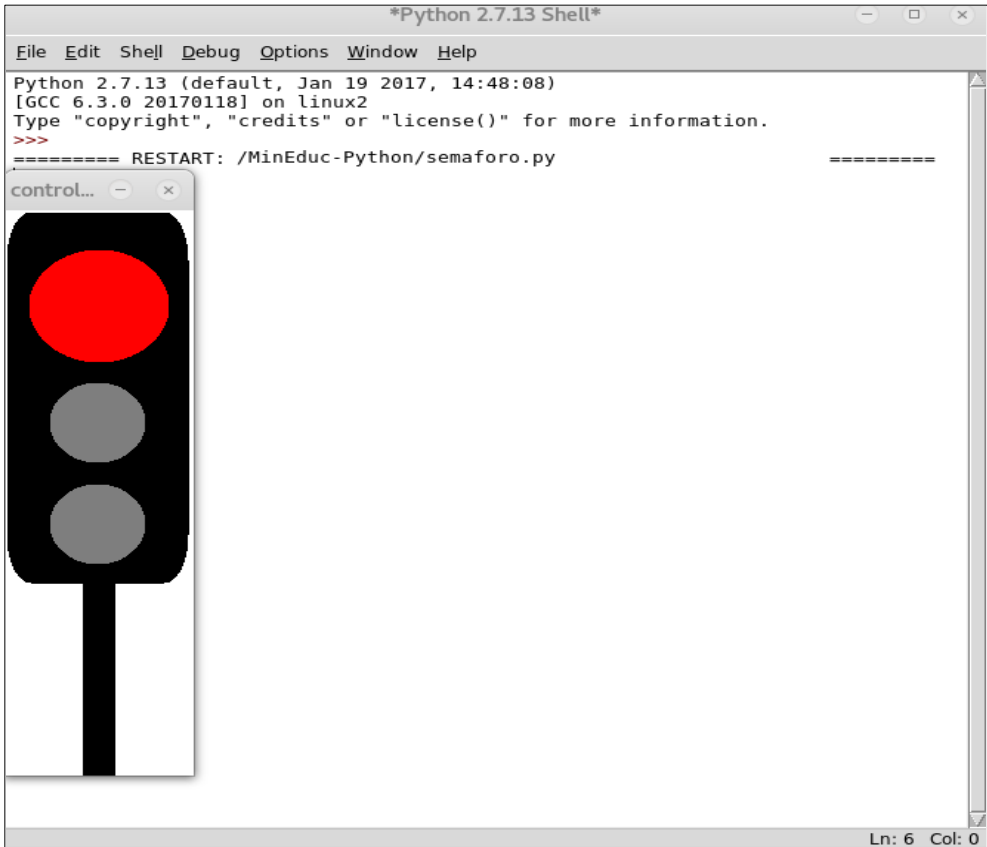 *Python 2.7.13 Shell*
File Edit Shell Debug Options Window Help
Python 2.7.13 (default, Jan 19 2017, 14:48:08)
[GCC 6.3.0 20170118] on linux2
Type "copyright", "credits" or "license()" for more information.
>>>
========= RESTART: /MinEduc-Python/semaforo.py =========
control...
Ln: 6 Col: 0